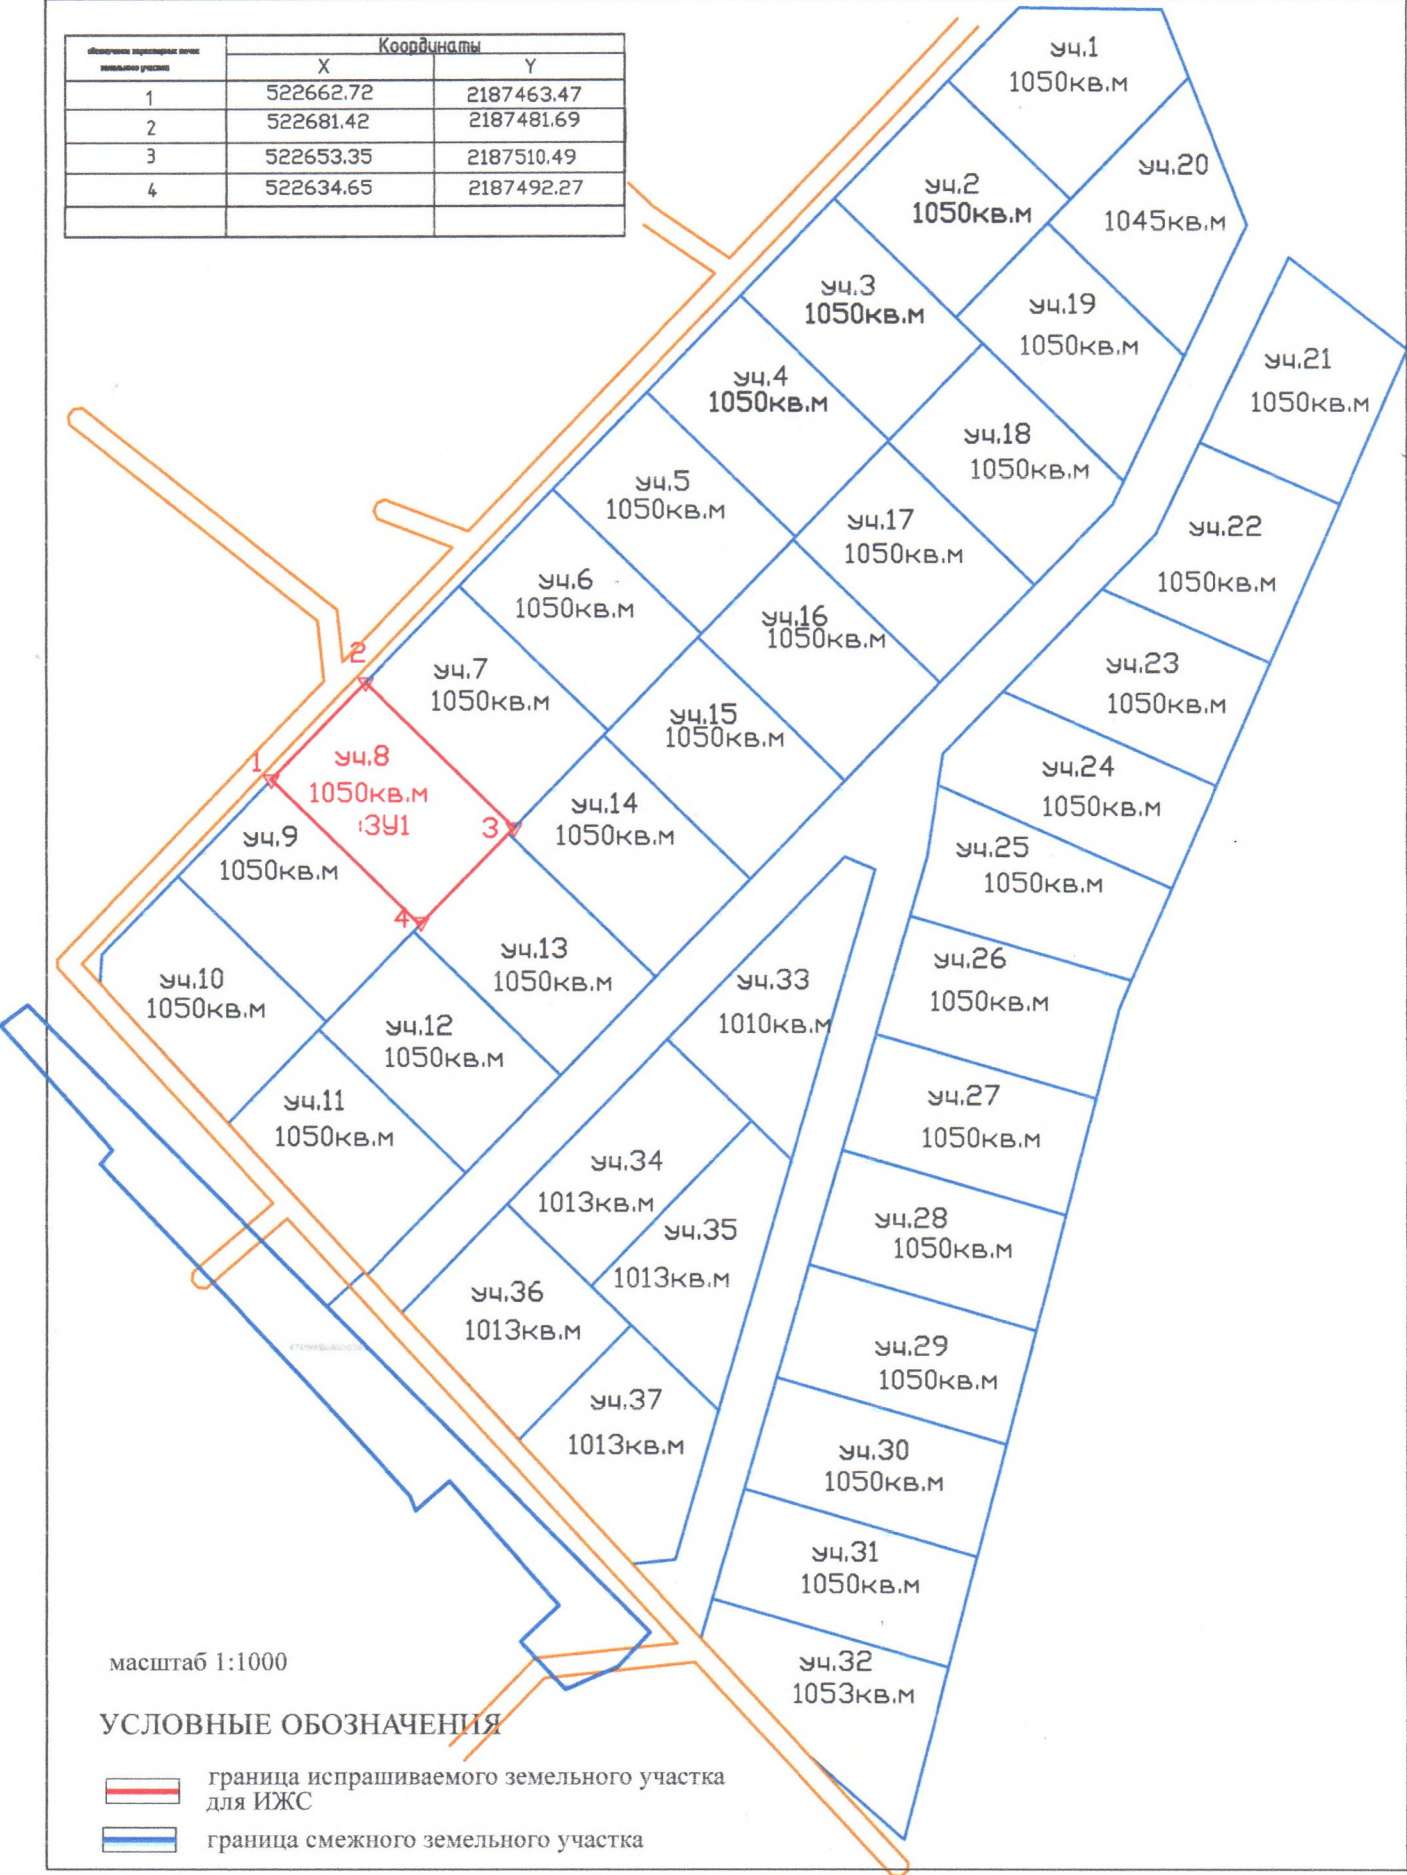 Координаты
X Y
1 522662.72 2187463.47
2 522681.42 2187481.69
3 522653.35 2187510.49
4 522634.65 2187492.27
уч.1
1050кв.м
уч.20
1045кв.м
уч.2
1050кв.м
уч.3
1050кв.м
уч.19
1050кв.м
уч.21
1050кв.м
уч.4
1050кв.м
уч.18
1050кв.м
уч.5
1050кв.м
уч.17
1050кв.м
уч.22
1050кв.м
уч.6
1050кв.м
уч.16
1050кв.м
2
уч.7
1050кв.м
уч.23
1050кв.м
уч.15
1050кв.м
1
уч.8
1050кв.м
:ЗУ1
3
4
уч.24
1050кв.м
уч.14
1050кв.м
уч.9
1050кв.м
уч.25
1050кв.м
уч.13
1050кв.м
уч.10
1050кв.м
уч.33
1010кв.м
уч.26
1050кв.м
уч.12
1050кв.м
уч.11
1050кв.м
уч.27
1050кв.м
уч.34
1013кв.м
уч.35
1013кв.м
уч.28
1050кв.м
уч.36
1013кв.м
уч.29
1050кв.м
уч.37
1013кв.м
уч.30
1050кв.м
уч.31
1050кв.м
уч.32
1053кв.м
масштаб 1:1000
УСЛОВНЫЕ ОБОЗНАЧЕНИЯ
граница испрашиваемого земельного участка
для ИЖС
граница смежного земельного участка